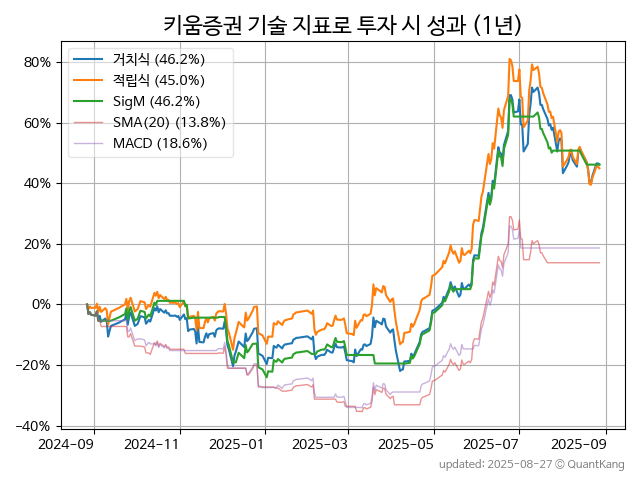 키움증권 기술 지표로 투자 시 성과 (1년)
거치식 (46.2%)
적립식 (45.0%)
SigM (46.2%)
SMA(20) (13.8%)
MACD (18.6%)
80%
60%
40%
20%
0%
−20%
−40%
2024-09 2024-11 2025-01 2025-03 2025-05 2025-07 2025-09
updated: 2025-08-27 © QuantKang